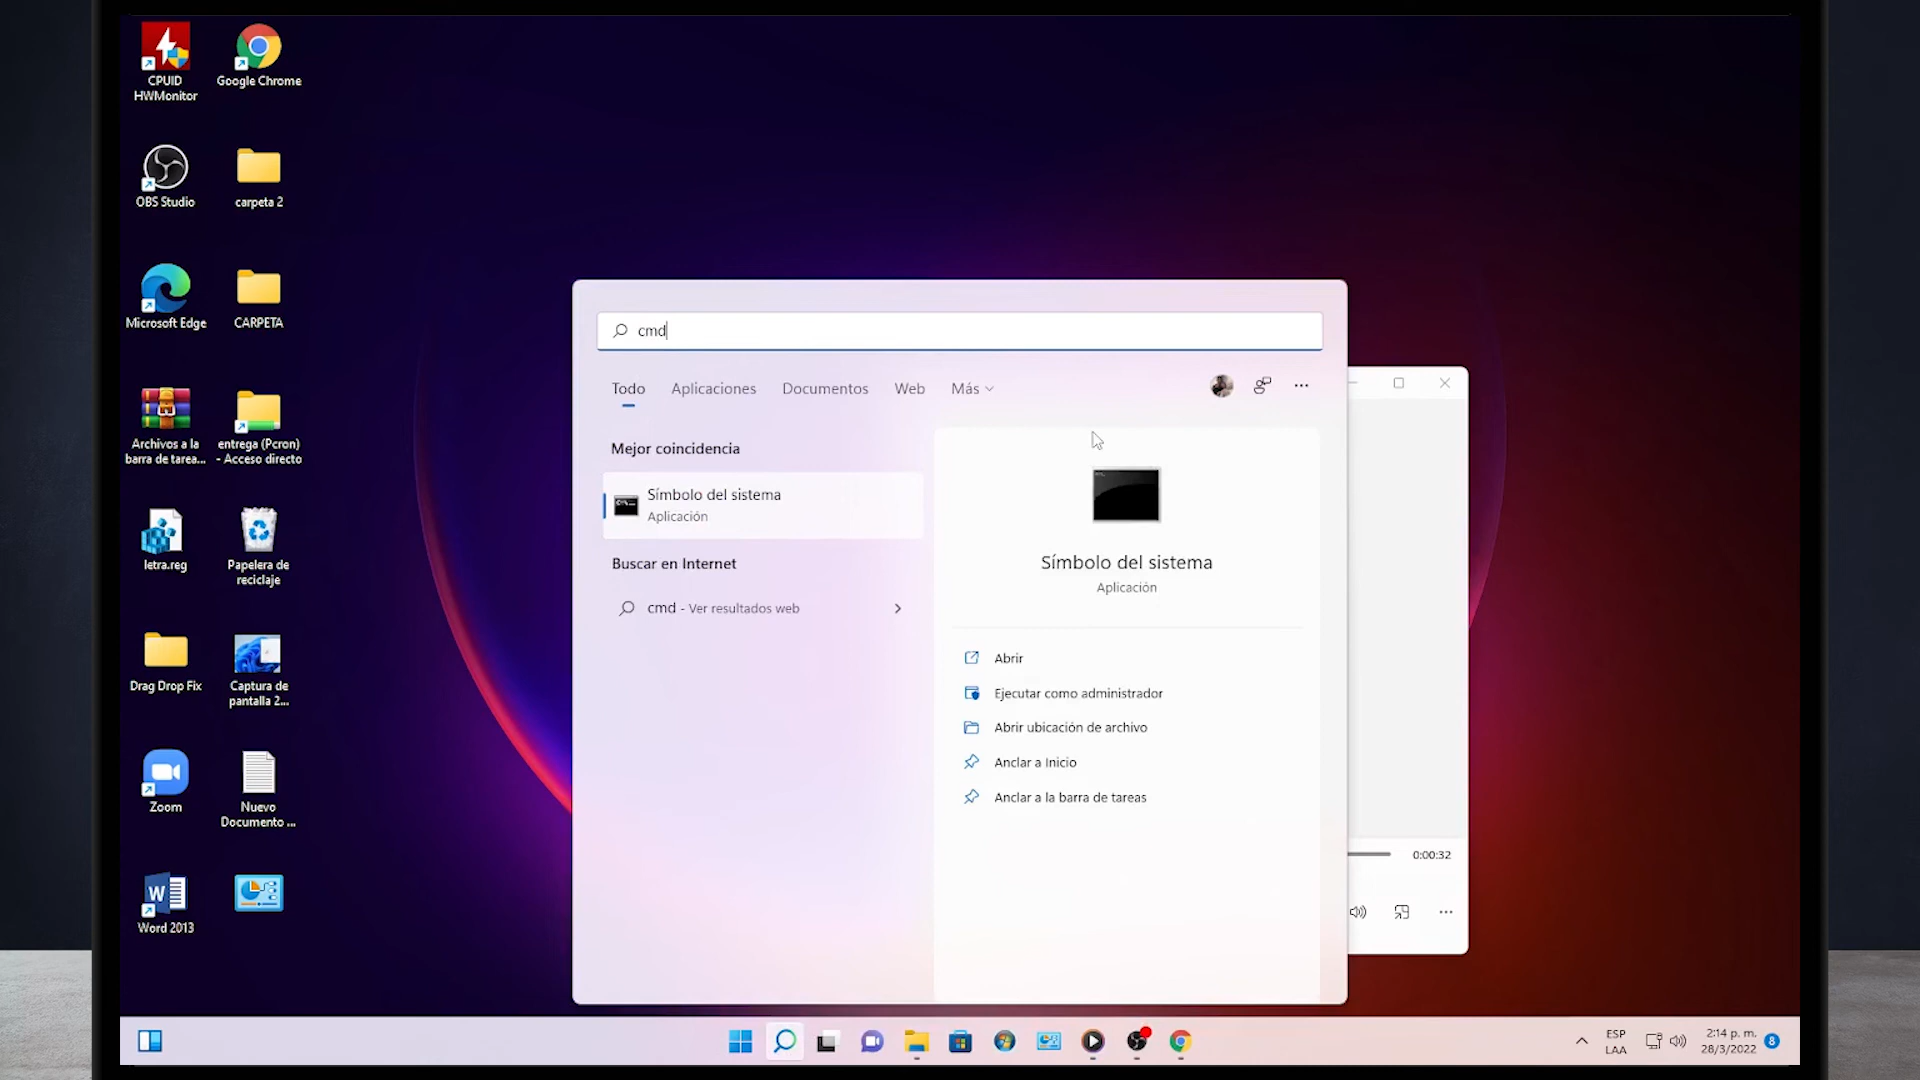 CPUID
HWMonitor
Google Chrome
OBS Studio
carpeta 2
Microsoft Edge
CARPETA
Archivos a la
barra de tarea...
entrega (Pcron)
- Acceso directo
letra.reg
Papelera de
reciclaje
Drag Drop Fix
Captura de
pantalla 2...
Zoom
Nuevo
Documento ...
Word 2013
cmd
Todo
Aplicaciones
Documentos
Web
Más
Mejor coincidencia
Símbolo del sistema
Aplicación
Buscar en Internet
cmd - Ver resultados web
Símbolo del sistema
Aplicación
Abrir
Ejecutar como administrador
Abrir ubicación de archivo
Anclar a Inicio
Anclar a la barra de tareas
0:00:32
ESP
LAA
2:14 p. m.
28/3/2022
8